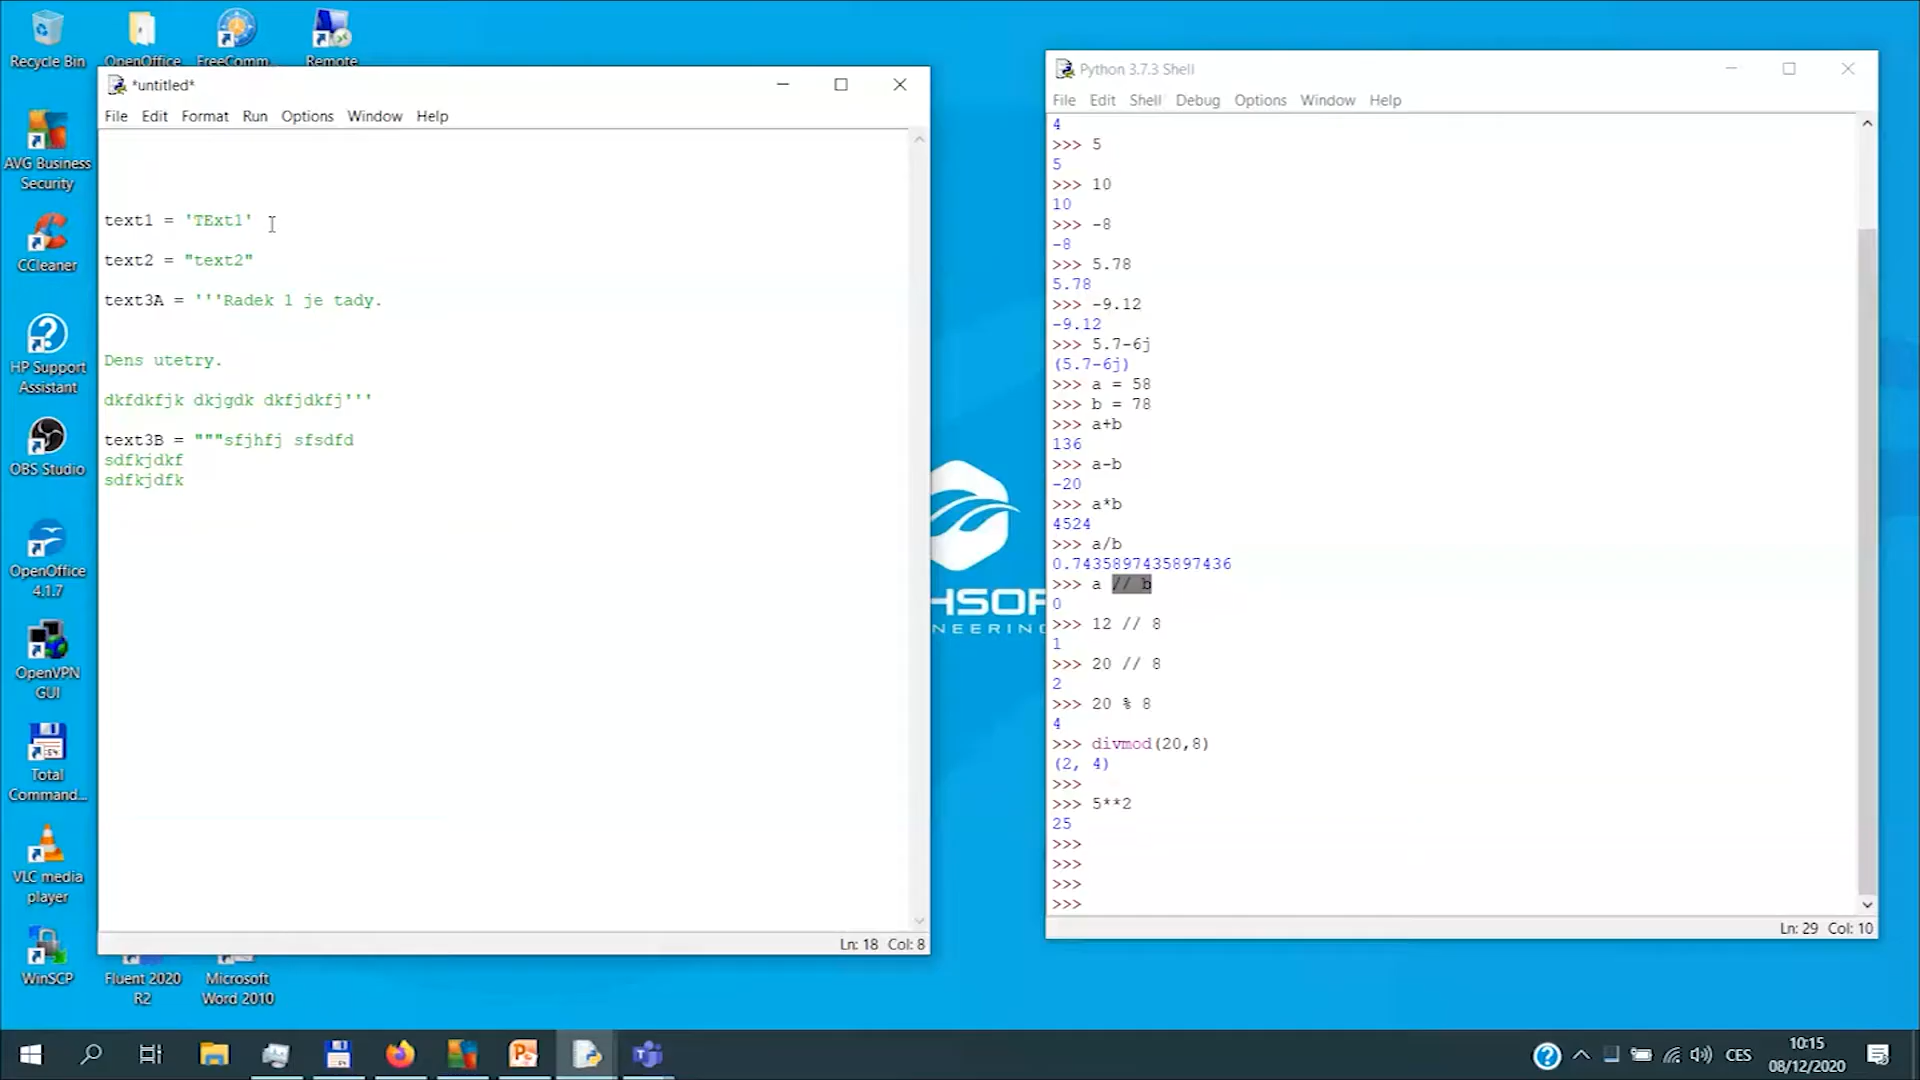 Recycle Bin
OpenOffice
FreeComm...
Remote
AVG Business
Security
CCleaner
HP Support
Assistant
OBS Studio
OpenOffice
4.1.7
OpenVPN
GUI
Total
Command...
VLC media
player
WinSCP
Fluent 2020
R2
Microsoft
Word 2010
*untitled*
File Edit Format Run Options Window Help
text1 = 'TExt1'
text2 = "text2"
text3A = '''Radek 1 je tady.
Dens utetry.
dkfdkfjk dkjgdk dkfjdkfj'''
text3B = """sfjhfj sfsdfd
sdfkjdkf
sdfkjdfk
Ln: 18 Col: 8
HSOF
NEERING
Python 3.7.3 Shell
File Edit Shell Debug Options Window Help
4
>>> 5
5
>>> 10
10
>>> -8
-8
>>> 5.78
5.78
>>> -9.12
-9.12
>>> 5.7-6j
(5.7-6j)
>>> a = 58
>>> b = 78
>>> a+b
136
>>> a-b
-20
>>> a*b
4524
>>> a/b
0.7435897435897436
>>> a // b
0
>>> 12 // 8
1
>>> 20 // 8
2
>>> 20 % 8
4
>>> divmod(20,8)
(2, 4)
>>>
>>> 5**2
25
>>>
>>>
>>>
>>>
Ln: 29 Col: 10
CES
10:15
08/12/2020